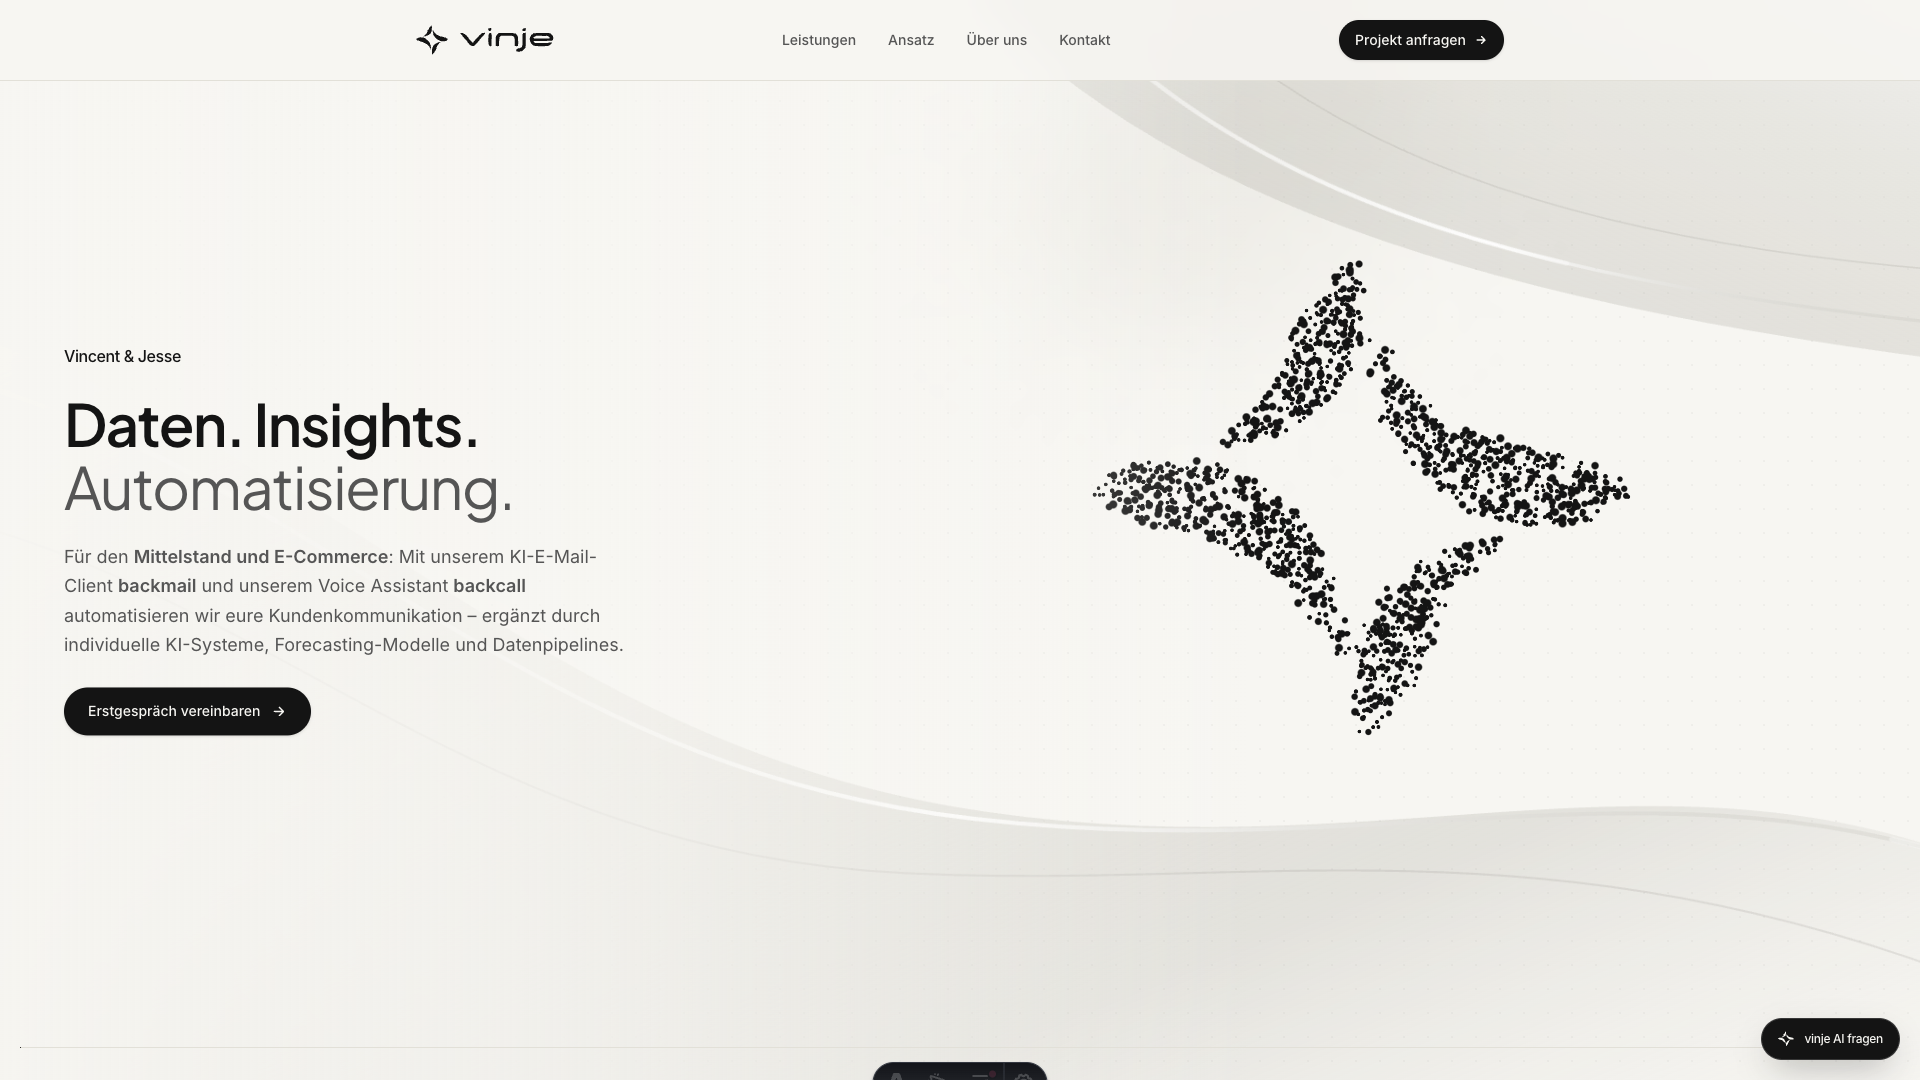 vinje
Leistungen
Ansatz
Über uns
Kontakt
Projekt anfragen →
Vincent & Jesse
Daten. Insights.
Automatisierung.
Für den Mittelstand und E-Commerce: Mit unserem KI-E-Mail-
Client backmail und unserem Voice Assistant backcall
automatisieren wir eure Kundenkommunikation – ergänzt durch
individuelle KI-Systeme, Forecasting-Modelle und Datenpipelines.
Erstgespräch vereinbaren →
vinje AI fragen